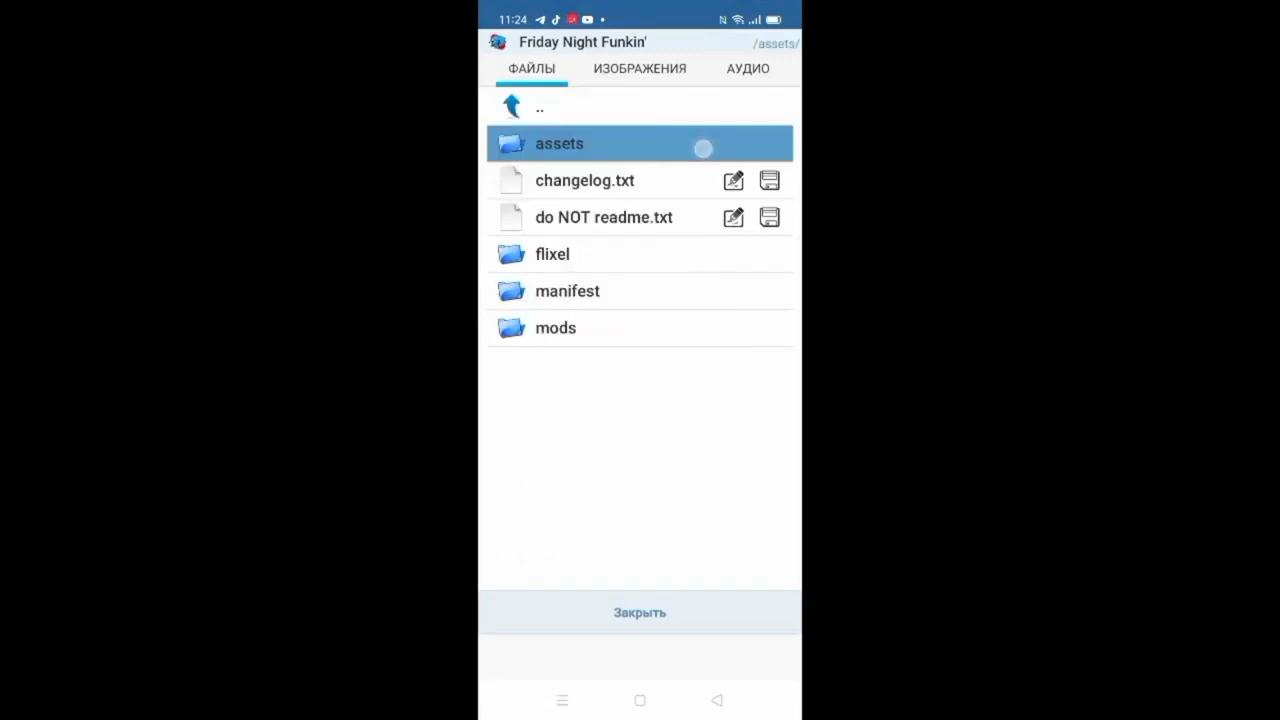 11:24
Friday Night Funkin' /assets/
ФАЙЛЫ ИЗОБРАЖЕНИЯ АУДИО
..
assets
changelog.txt
do NOT readme.txt
flixel
manifest
mods
Закрыть